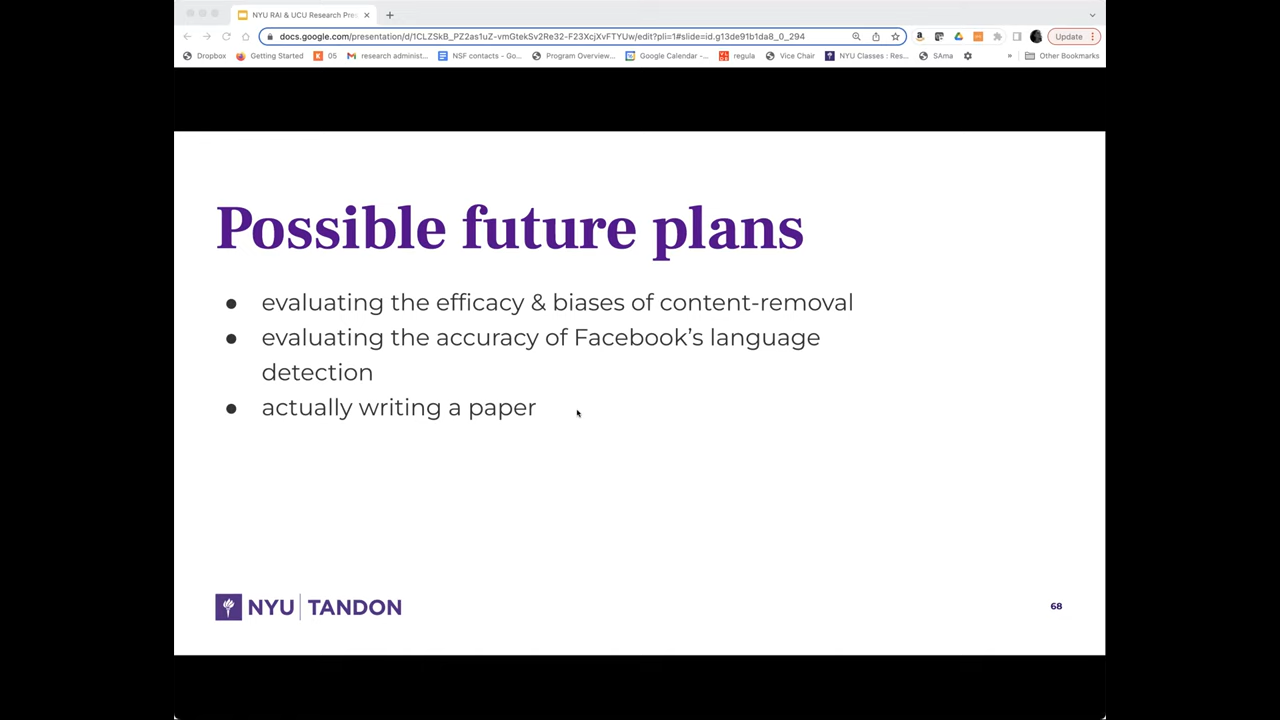 NYU RAI & UCU Research Pres
docs.google.com/presentation/d/1CLZSkB_PZ2as1uZ-vmGtekSv2Re32-F23XcjXvFTYUw/edit?pli=1#slide=id.g13de91b1da8_0_294
Update
Dropbox Getting Started 05 research administ... NSF contacts - Go... Program Overview... Google Calendar -... regula Vice Chair NYU Classes : Res... SAma » Other Bookmarks
Possible future plans
● evaluating the efficacy & biases of content-removal
● evaluating the accuracy of Facebook’s language
detection
● actually writing a paper
NYU | TANDON
68